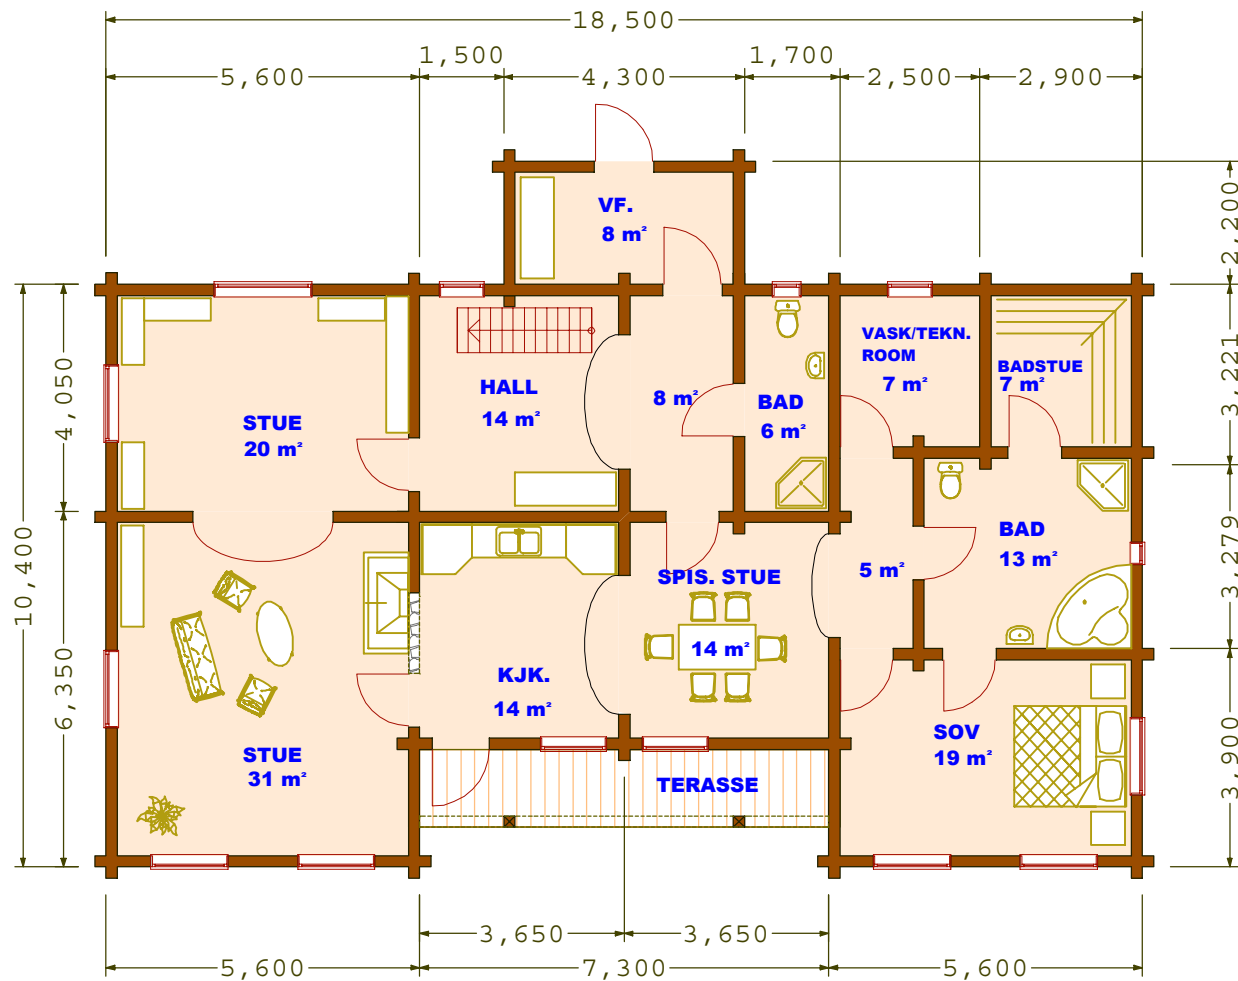 18,500
1,500
1,700
5,600
4,300
2,500
2,900
VF.
8 m²
2,200
VASK/TEKN.
ROOM
7 m²
BADSTUE
7 m²
3,221
4,050
HALL
14 m²
8 m²
BAD
6 m²
STUE
20 m²
10,400
BAD
13 m²
3,279
5 m²
SPIS. STUE
14 m²
KJK.
14 m²
6,350
STUE
31 m²
SOV
19 m²
3,900
TERASSE
3,650
3,650
5,600
7,300
5,600